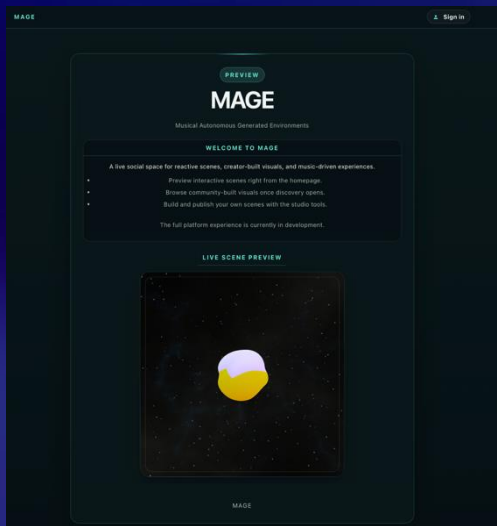 MAGE
Sign in
PREVIEW
MAGE
Musical Autonomous Generated Environments
WELCOME TO MAGE
A live social space for reactive scenes, creator-built visuals, and music-driven experiences.
Preview interactive scenes right from the homepage.
Browse community-built visuals once discovery opens.
Build and publish your own scenes with the studio tools.
The full platform experience is currently in development.
LIVE SCENE PREVIEW
MAGE